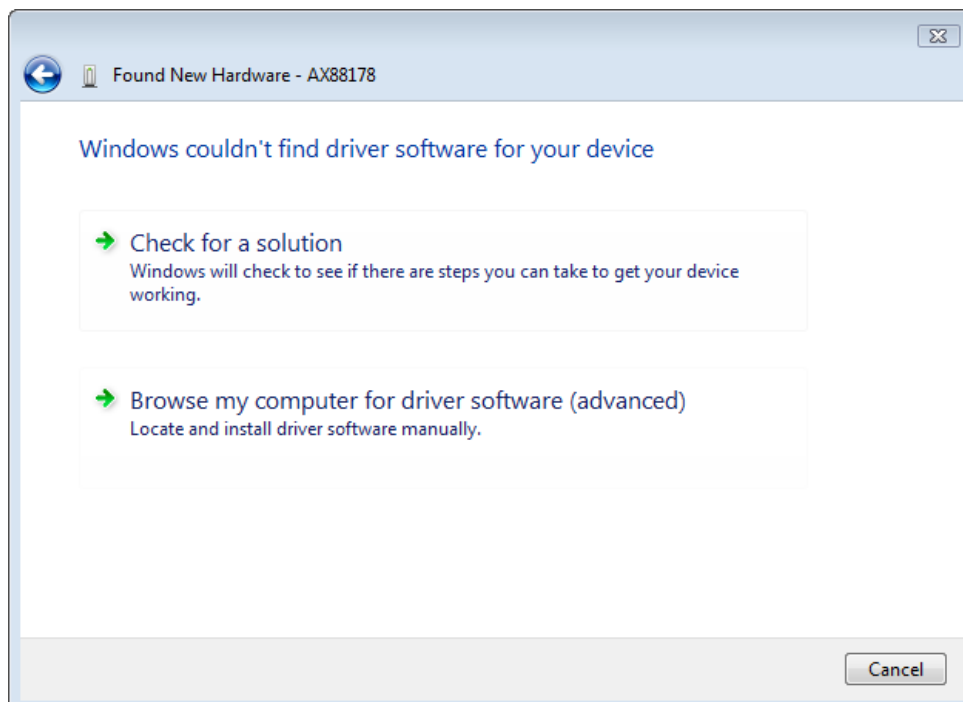 Found New Hardware - AX88178
Windows couldn't find driver software for your device
Check for a solution
Windows will check to see if there are steps you can take to get your device
working.
Browse my computer for driver software (advanced)
Locate and install driver software manually.
Cancel